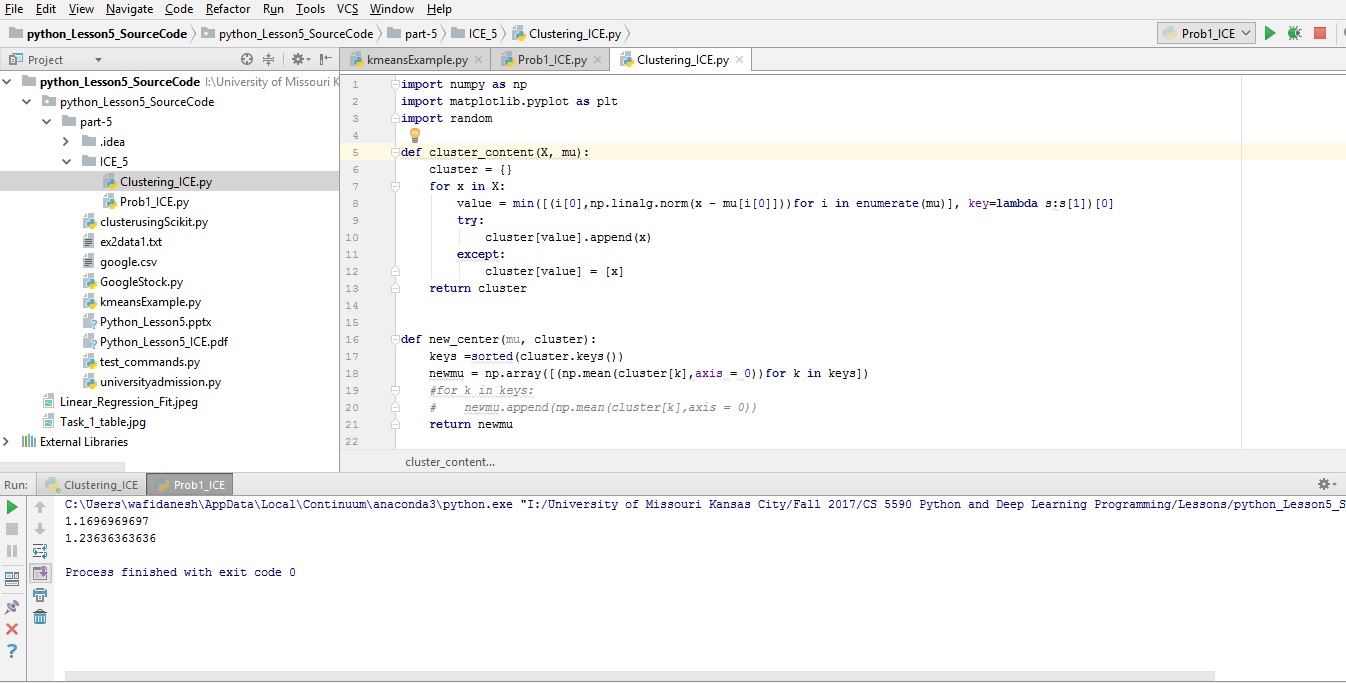 File Edit View Navigate Code Refactor Run Tools VCS Window Help
python_Lesson5_SourceCode python_Lesson5_SourceCode part-5 ICE_5 Clustering_ICE.py Prob1_ICE
Project kmeansExample.py Prob1_ICE.py Clustering_ICE.py
python_Lesson5_SourceCode I:\University of Missouri K
python_Lesson5_SourceCode
part-5
.idea
ICE_5
Clustering_ICE.py
Prob1_ICE.py
clusterusingScikit.py
ex2data1.txt
google.csv
GoogleStock.py
kmeansExample.py
Python_Lesson5.pptx
Python_Lesson5_ICE.pdf
test_commands.py
universityadmission.py
Linear_Regression_Fit.jpeg
Task_1_table.jpg
External Libraries
1 import numpy as np
2 import matplotlib.pyplot as plt
3 import random
4
5 def cluster_content(X, mu):
6 cluster = {}
7 for x in X:
8 value = min([(i[0],np.linalg.norm(x - mu[i[0]]))for i in enumerate(mu)], key=lambda s:s[1])[0]
9 try:
10 cluster[value].append(x)
11 except:
12 cluster[value] = [x]
13 return cluster
14
15
16 def new_center(mu, cluster):
17 keys =sorted(cluster.keys())
18 newmu = np.array([(np.mean(cluster[k],axis = 0))for k in keys])
19 #for k in keys:
20 # newmu.append(np.mean(cluster[k],axis = 0))
21 return newmu
22
cluster_content...
Run: Clustering_ICE Prob1_ICE
C:\Users\wafidanesh\AppData\Local\Continuum\anaconda3\python.exe "I:/University of Missouri Kansas City/Fall 2017/CS 5590 Python and Deep Learning Programming/Lessons/python_Lesson5_S
1.1696969697
1.23636363636
Process finished with exit code 0